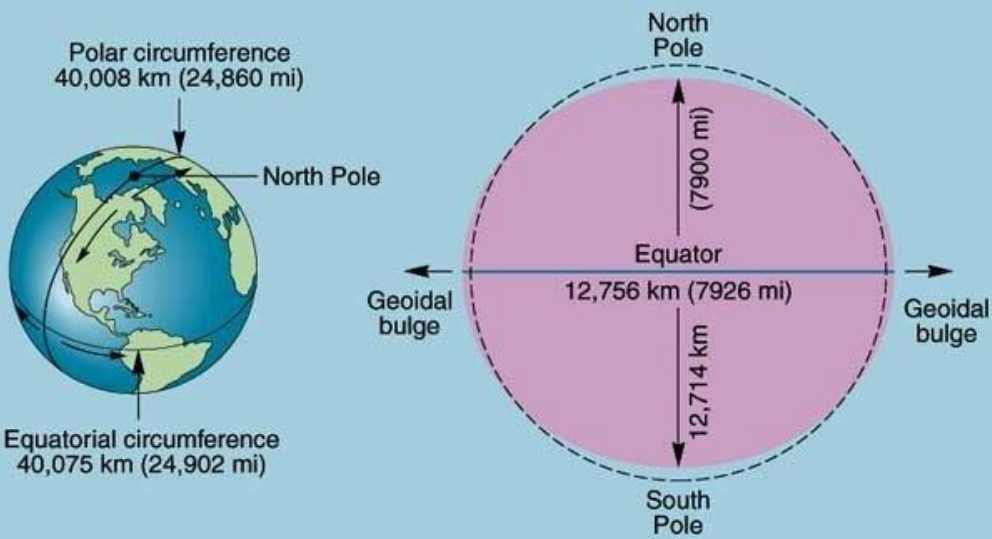 Polar circumference
40,008 km (24,860 mi)
North Pole
Equatorial circumference
40,075 km (24,902 mi)
North
Pole
(7900 mi)
Equator
12,756 km (7926 mi)
Geoidal
bulge
Geoidal
bulge
12,714 km
South
Pole